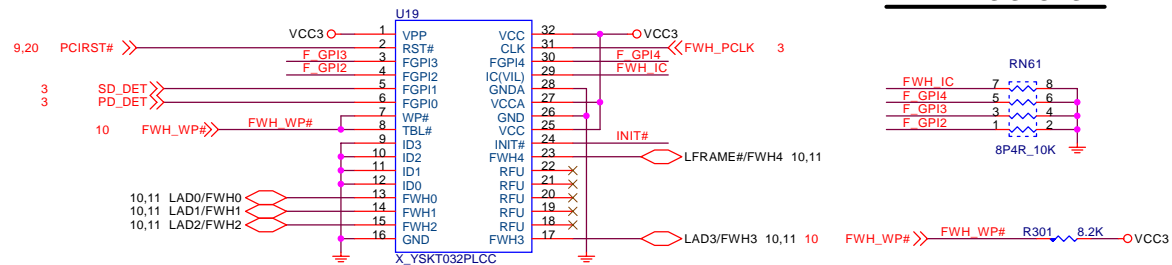 U19
VCC3 1 VPP VCC 32 VCC3
9,20 PCIRST# 2 RST# CLK 31 FWH_PCLK 3
F_GPI3 3 FGPI3 FGPI4 30 F_GPI4
F_GPI2 4 FGPI2 IC(VIL) 29 FWH_IC
3 SD_DET 5 FGPI1 GNDA 28
3 PD_DET 6 FGPI0 VCCA 27
7 WP# GND 26
10 FWH_WP# FWH_WP# 8 TBL# VCC 25
9 ID3 INIT# 24 INIT#
10 ID2 FWH4 23 LFRAME#/FWH4 10,11
11 ID1 RFU 22
12 ID0 RFU 21
10,11 LAD0/FWH0 13 FWH0 RFU 20
10,11 LAD1/FWH1 14 FWH1 RFU 19
10,11 LAD2/FWH2 15 FWH2 RFU 18
16 GND FWH3 17 LAD3/FWH3 10,11
X_YSKT032PLCC
RN61
FWH_IC 7 8
F_GPI4 5 6
F_GPI3 3 4
F_GPI2 1 2
8P4R_10K
10 FWH_WP# FWH_WP# R301 8.2K VCC3